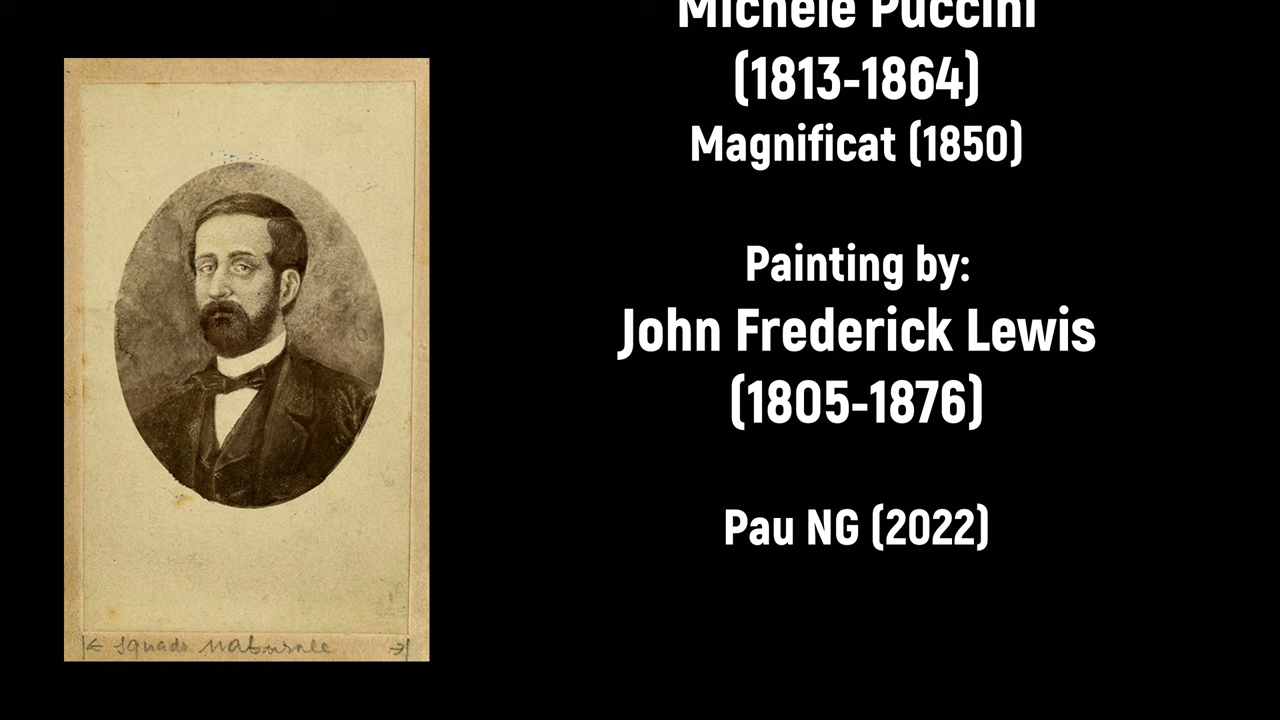 Michele Puccini
(1813-1864)
Magnificat (1850)
Painting by:
John Frederick Lewis
(1805-1876)
Pau NG (2022)